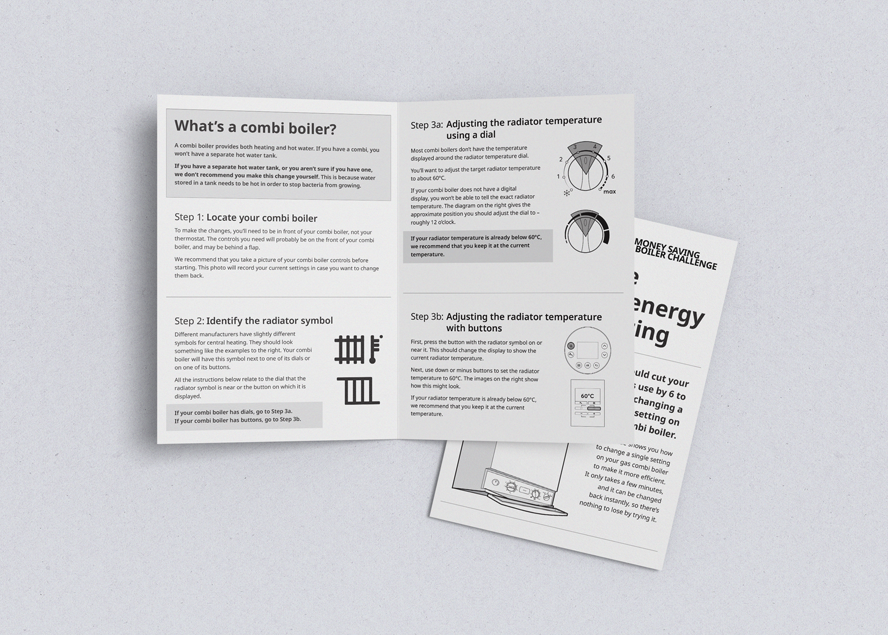 What's a combi boiler?
A combi boiler provides both heating and hot water. If you have a combi, you
won't have a separate hot water tank.
If you have a separate hot water tank, or you aren't sure if you have one,
we don't recommend you make this change yourself. This is because water
stored in a tank needs to be hot in order to stop bacteria from growing.
Step 1: Locate your combi boiler
To make the changes, you'll need to be in front of your boiler, not your
thermostat. The controls you need will probably be on the front of your combi
boiler, and may be behind a flap.
We recommend that you take a picture of your combi boiler controls before
starting. This photo will record your current settings in case you want to change
them back.
Step 2: Identify the radiator symbol
Different manufacturers have slightly different
symbols for central heating. They should look
something like the examples to the right. Your combi
boiler will have this symbol next to one of its dials or
on one of its buttons.
All the instructions below relate to the dial that the
radiator symbol is near or the button on which it is
displayed.
If your combi boiler has dials, go to Step 3a.
If your combi boiler has buttons, go to Step 3b.
Step 3a: Adjusting the radiator temperature
using a dial
Most combi boilers don't have the temperature
displayed around the radiator temperature dial.
You'll want to adjust the target radiator temperature
to about 60°C.
If your combi boiler does not have a digital
display, you won't be able to tell the exact radiator
temperature. The diagram on the right gives the
approximate position you should adjust the dial to –
roughly 12 o'clock.
If your radiator temperature is already below 60°C,
we recommend that you keep it at the current
temperature.
1
2
3
4
5
6
max
Step 3b: Adjusting the radiator temperature
with buttons
First, press the button with the radiator symbol on or
near it. This should change the display to show the
current radiator temperature.
Next, use down or minus buttons to set the radiator
temperature to 60°C. The images on the right show
how this might look.
If your radiator temperature is already below 60°C,
we recommend that you keep it at the current
temperature.
60°C
MONEY SAVING
BOILER CHALLENGE
e
energy
ing
uld cut your
s use by 6 to
changing a
setting on
mbi boiler.
shows you how
to change a single setting
on your gas combi boiler
to make it more efficient.
It only takes a few minutes,
and it can be changed
back instantly, so there's
nothing to lose by trying it.